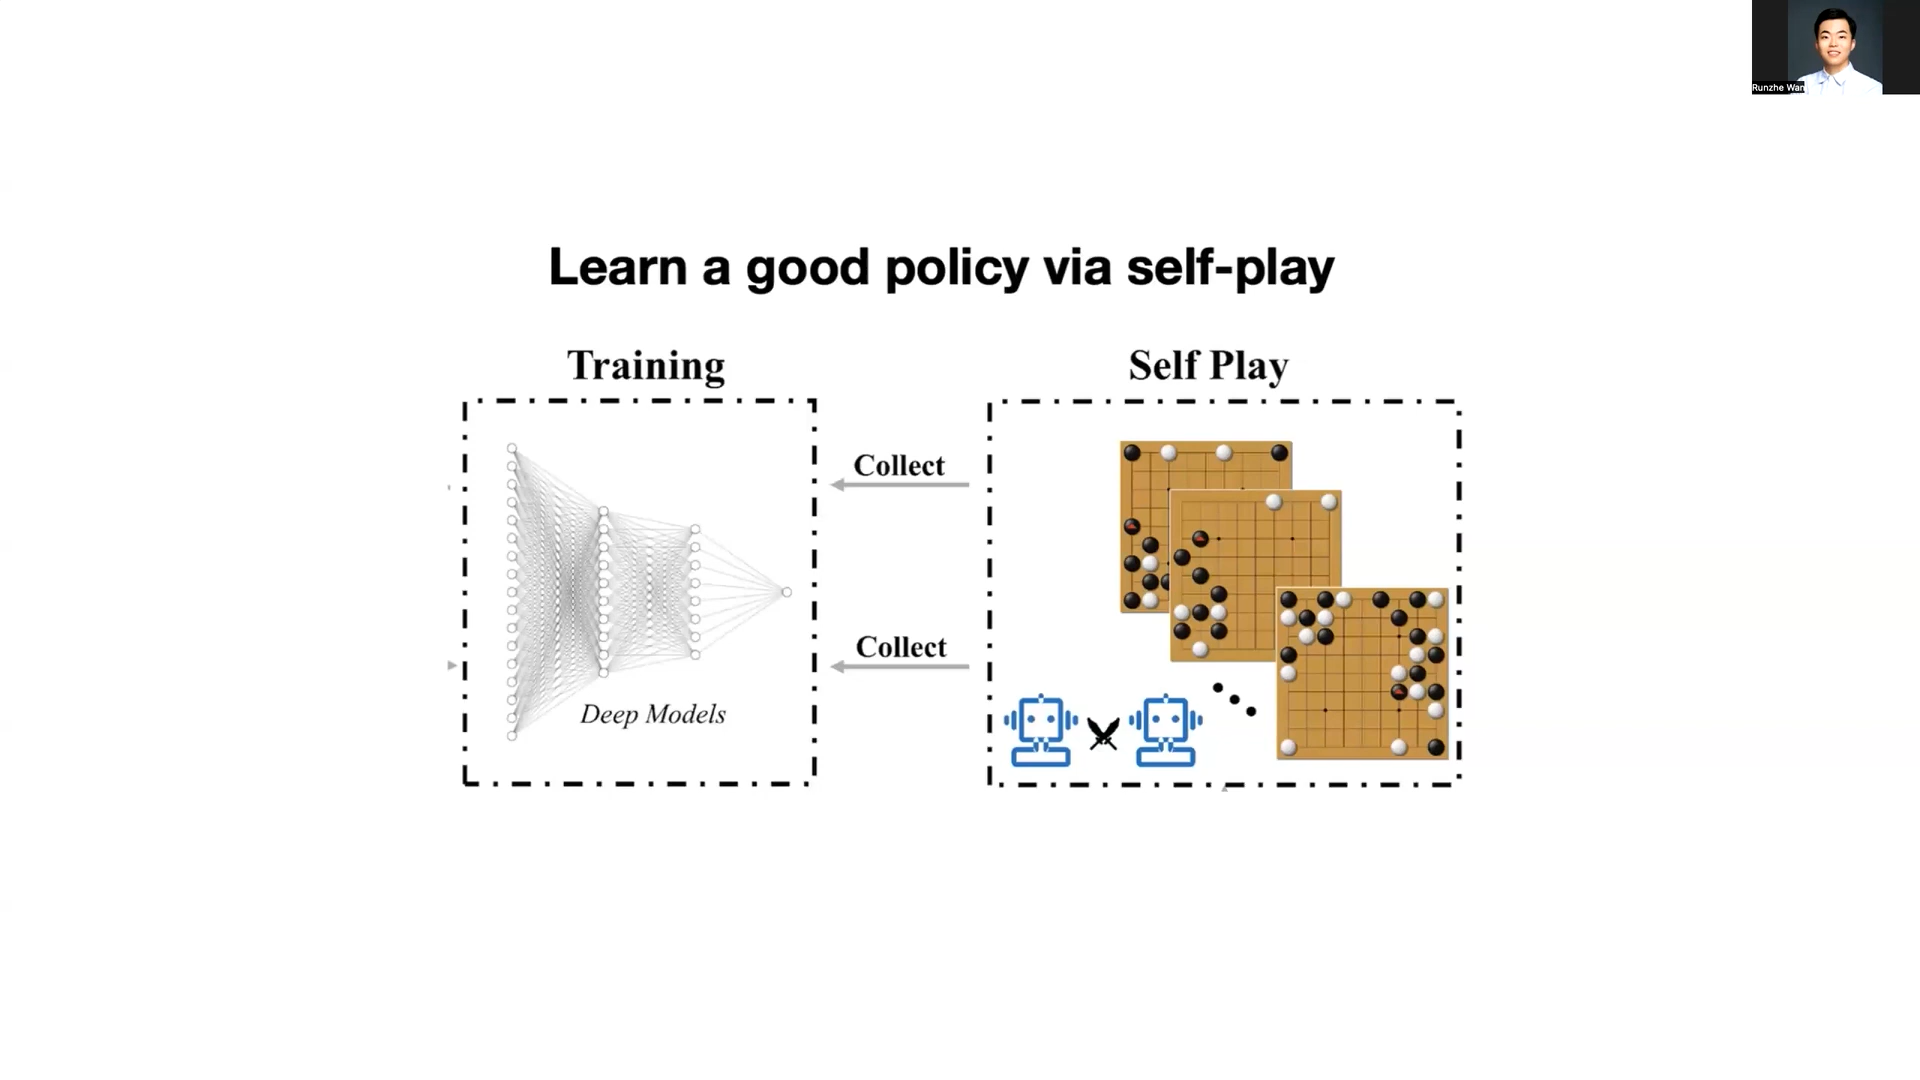 Runzhe Wan
Learn a good policy via self-play
Training
Self Play
Collect
Collect
Deep Models